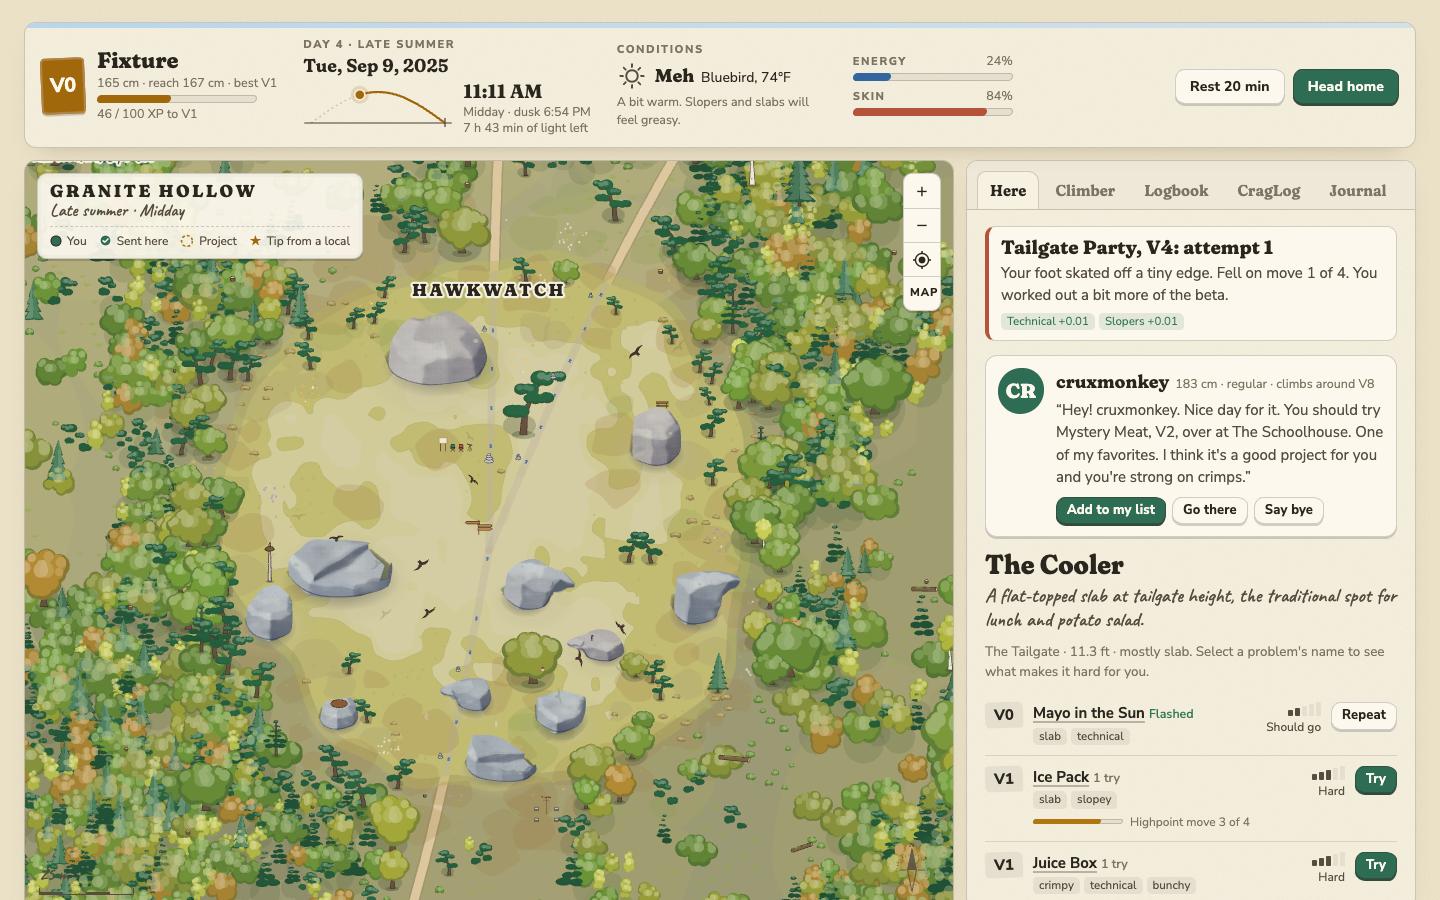 V0
Fixture
165 cm · reach 167 cm · best V1
46 / 100 XP to V1
DAY 4 · LATE SUMMER
Tue, Sep 9, 2025
11:11 AM
Midday · dusk 6:54 PM
7 h 43 min of light left
CONDITIONS
Meh Bluebird, 74°F
A bit warm. Slopers and slabs will
feel greasy.
ENERGY 24%
SKIN 84%
Rest 20 min
Head home
GRANITE HOLLOW
Late summer · Midday
You
Sent here
Project
Tip from a local
+
−
MAP
HAWKWATCH
Here
Climber
Logbook
CragLog
Journal
Tailgate Party, V4: attempt 1
Your foot skated off a tiny edge. Fell on move 1 of 4. You
worked out a bit more of the beta.
Technical +0.01
Slopers +0.01
CR
cruxmonkey 183 cm · regular · climbs around V8
“Hey! cruxmonkey. Nice day for it. You should try
Mystery Meat, V2, over at The Schoolhouse. One
of my favorites. I think it's a good project for you
and you're strong on crimps.”
Add to my list
Go there
Say bye
The Cooler
A flat-topped slab at tailgate height, the traditional spot for
lunch and potato salad.
The Tailgate · 11.3 ft · mostly slab. Select a problem's name to see
what makes it hard for you.
V0 Mayo in the Sun Flashed
slab technical
Should go
Repeat
V1 Ice Pack 1 try
slab slopey
Highpoint move 3 of 4
Hard
Try
V1 Juice Box 1 try
crimpy technical bunchy
Hard
Try